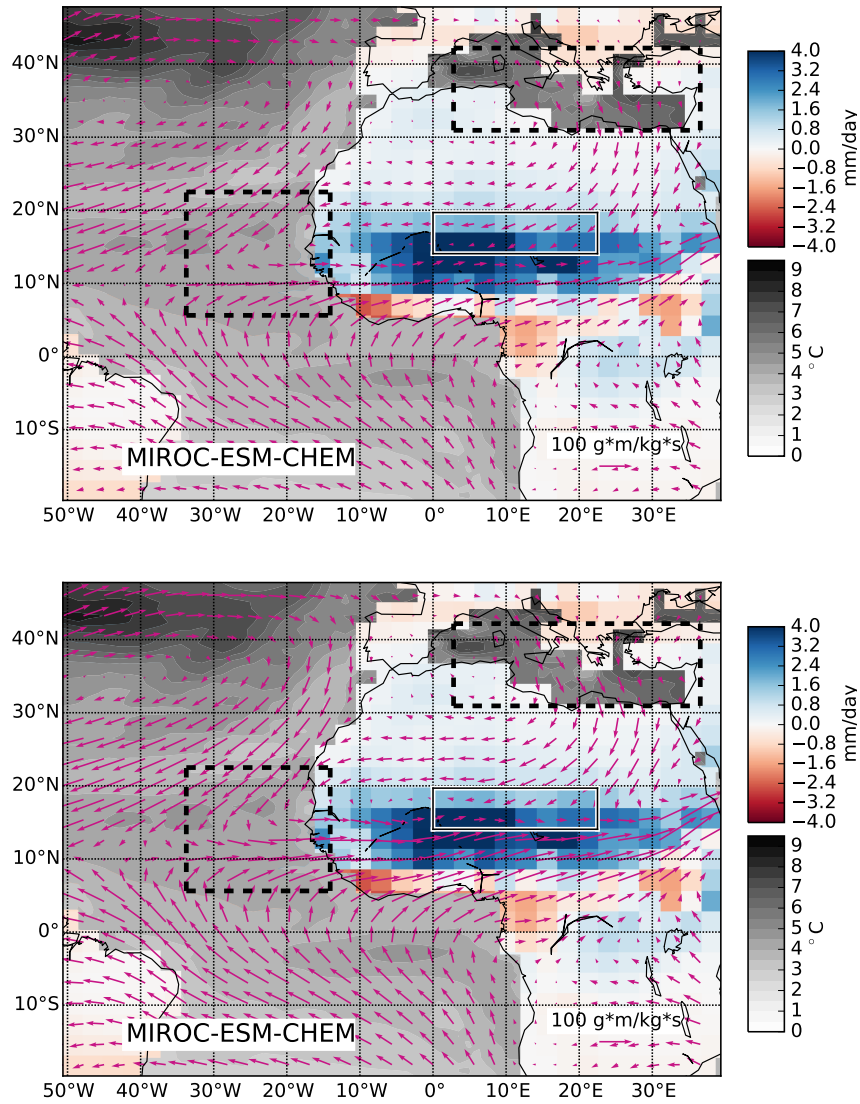 40°N
30°N
20°N
10°N
0°
10°S
50°W 40°W 30°W 20°W 10°W 0° 10°E 20°E 30°E
MIROC-ESM-CHEM
100 g*m/kg*s
4.0
3.2
2.4
1.6
0.8
0.0
−0.8
−1.6
−2.4
−3.2
−4.0
mm/day
9
8
7
6
5
4
3
2
1
0
°C
40°N
30°N
20°N
10°N
0°
10°S
50°W 40°W 30°W 20°W 10°W 0° 10°E 20°E 30°E
MIROC-ESM-CHEM
100 g*m/kg*s
4.0
3.2
2.4
1.6
0.8
0.0
−0.8
−1.6
−2.4
−3.2
−4.0
mm/day
9
8
7
6
5
4
3
2
1
0
°C